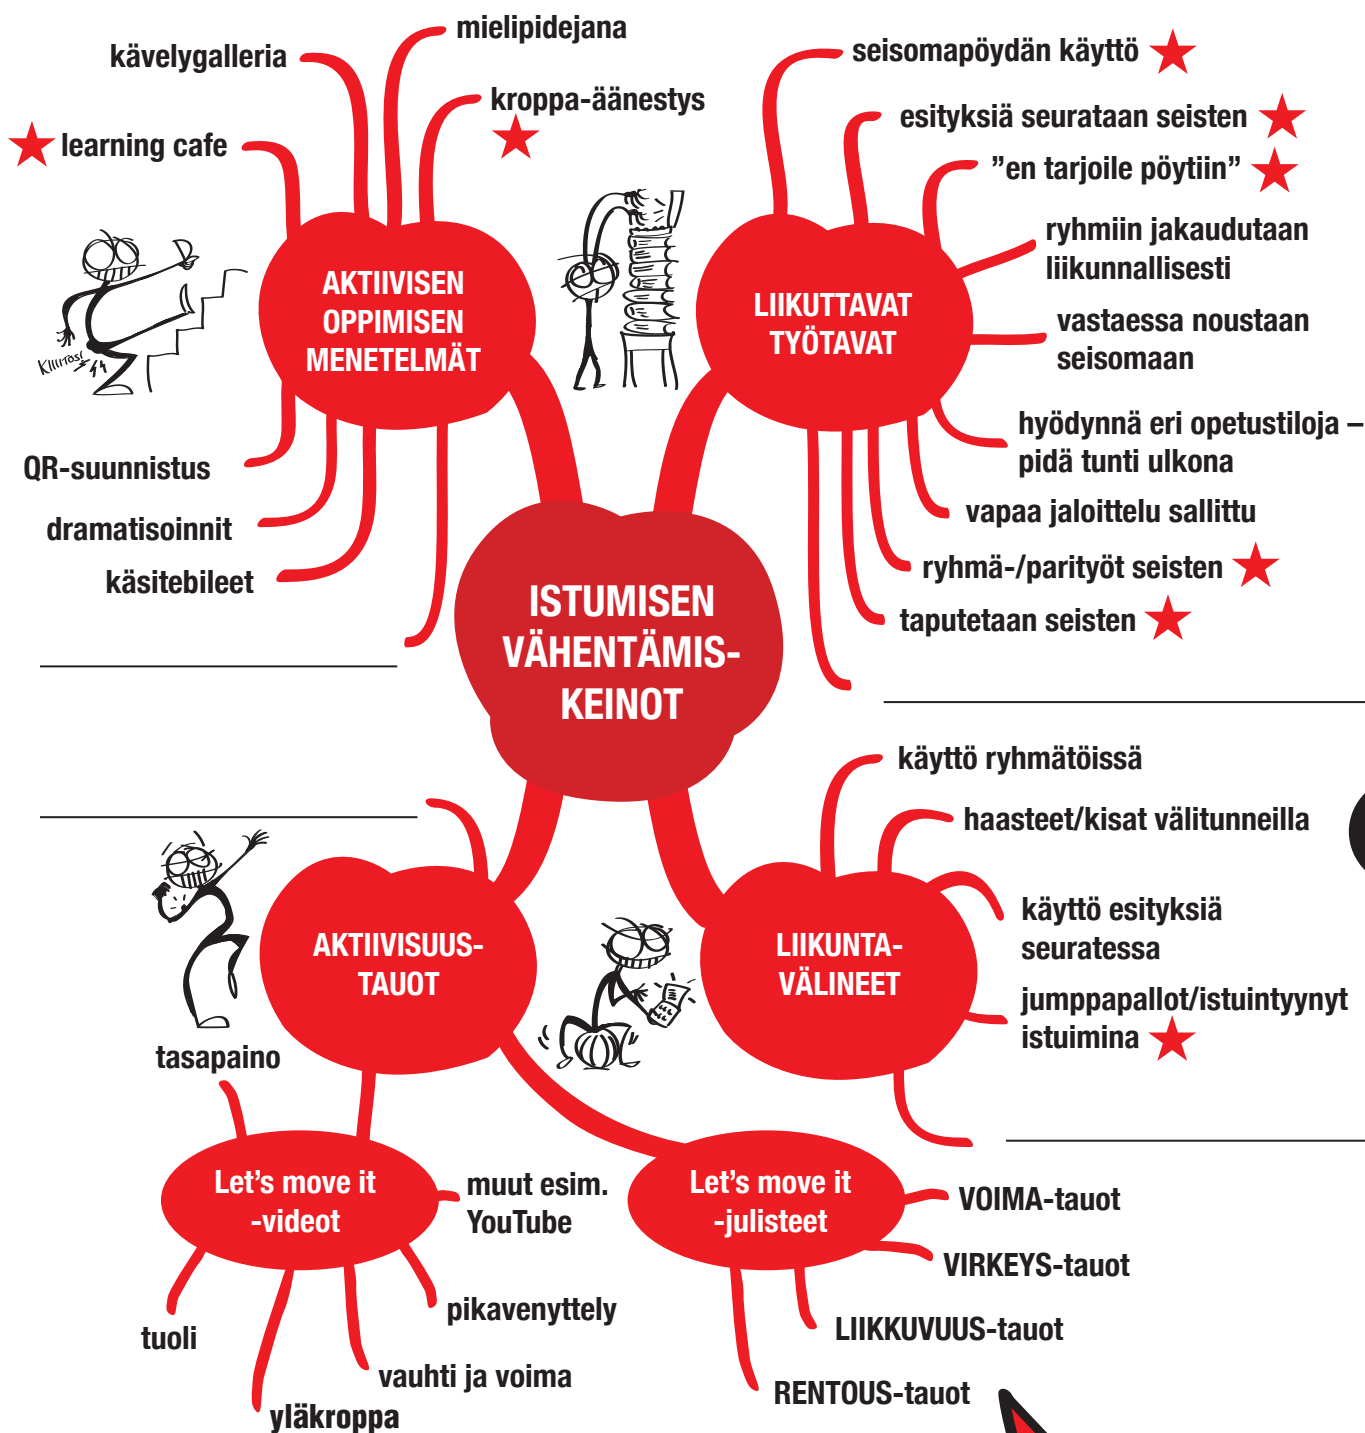 mielipidejana
kävelygalleria
kroppa-äänestys
learning cafe
KIIITOS!
AKTIIVISEN
OPPIMISEN
MENETELMÄT
QR-suunnistus
dramatisoinnit
käsitebileet
seisomapöydän käyttö
esityksiä seurataan seisten
”en tarjoile pöytiin”
ryhmiin jakaudutaan
liikunnallisesti
vastaessa noustaan
seisomaan
LIIKUTTAVAT
TYÖTAVAT
hyödynnä eri opetustiloja –
pidä tunti ulkona
vapaa jaloittelu sallittu
ryhmä-/parityöt seisten
taputetaan seisten
ISTUMISEN
VÄHENTÄMIS-
KEINOT
käyttö ryhmätöissä
haasteet/kisat välitunneilla
käyttö esityksiä
seuratessa
jumppapallot/istuintyynyt
istuimina
LIIKUNTA-
VÄLINEET
AKTIIVISUUS-
TAUOT
tasapaino
Let’s move it
-videot
muut esim.
YouTube
pikavenyttely
vauhti ja voima
yläkroppa
tuoli
Let’s move it
-julisteet
VOIMA-tauot
VIRKEYS-tauot
LIIKKUVUUS-tauot
RENTOUS-tauot